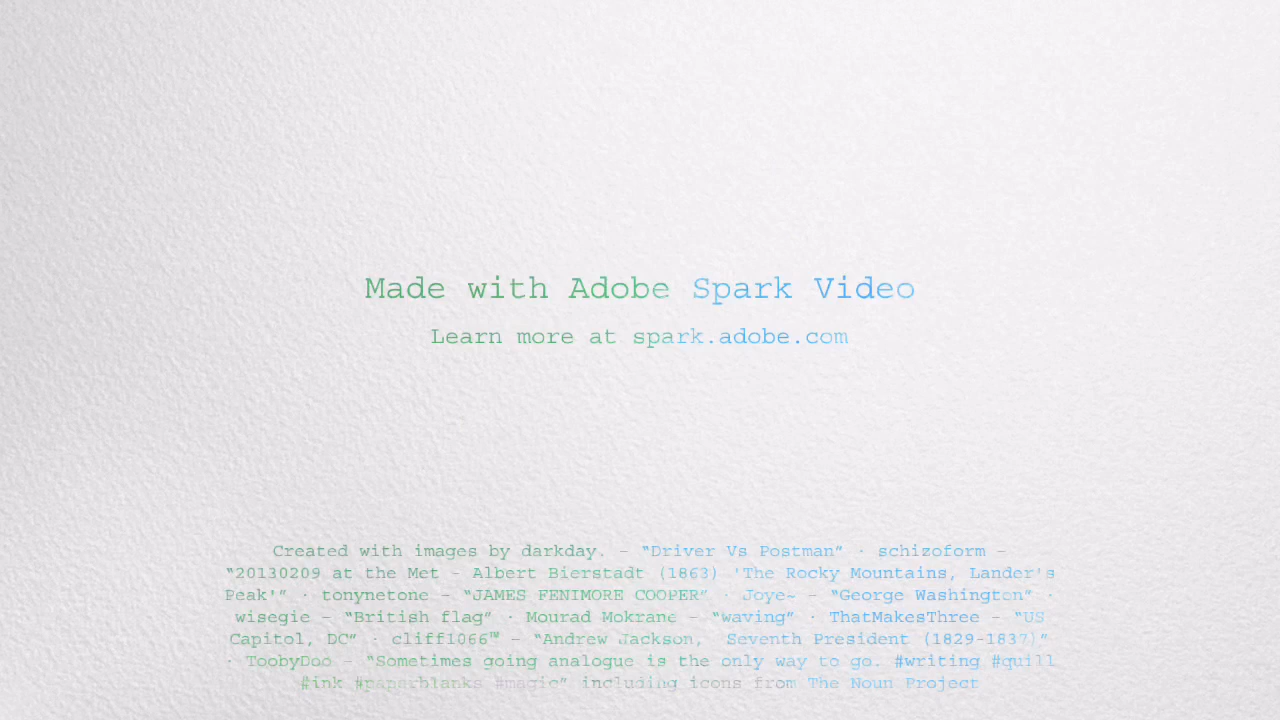 Made with Adobe Spark Video
Learn more at spark.adobe.com
Created with images by darkday. - “Driver Vs Postman” · schizoform -
“20130209 at the Met - Albert Bierstadt (1863) 'The Rocky Mountains, Lander's
Peak'” · tonynetone - “JAMES FENIMORE COOPER” · Joye~ - “George Washington” ·
wisegie - “British flag” · Mourad Mokrane - “waving” · ThatMakesThree - “US
Capitol, DC” · cliff1066™ - “Andrew Jackson,  Seventh President (1829-1837)”
· ToobyDoo - “Sometimes going analogue is the only way to go. #writing #quill
#ink #paperblanks #magic” including icons from The Noun Project